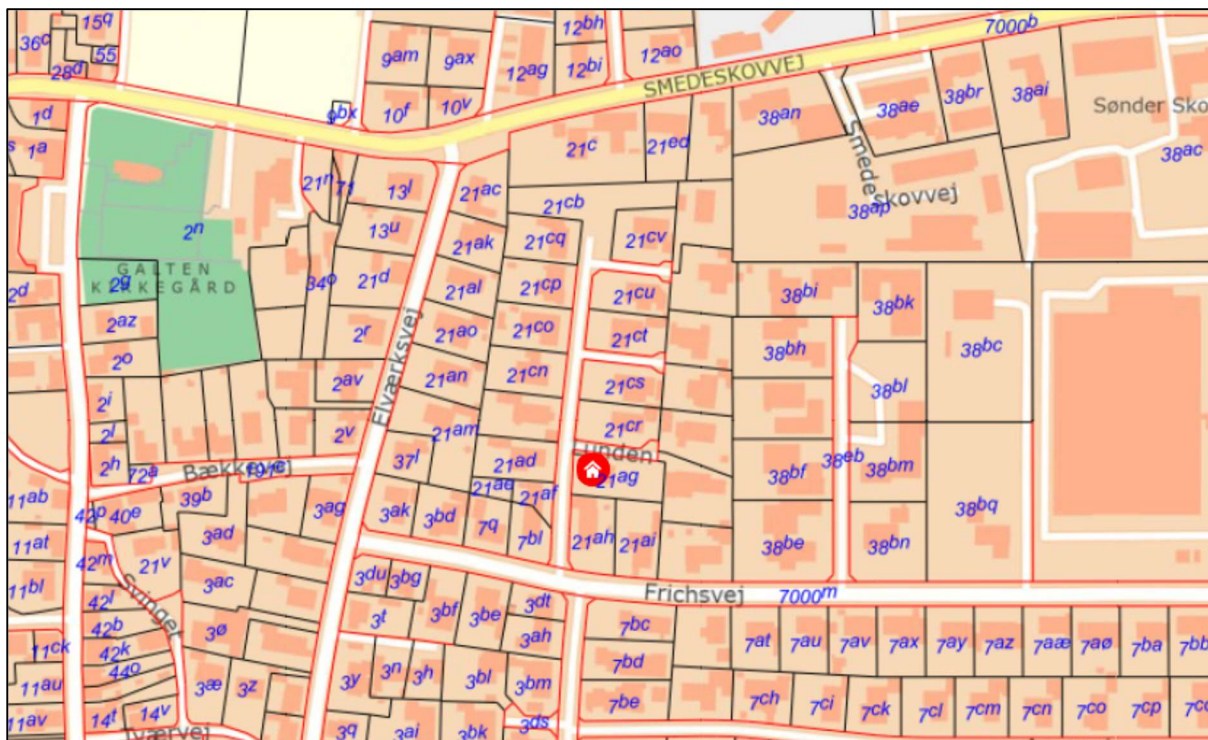 36c
15q
55
28d
9am
9ax
12ag
12bh
12bi
12ao
7000b
1d
9bx
10f
10v
SMEDESKOVVEJ
38an
38ae
38br
38ai
Sønder Sko
38ac
1a
21n
71
13l
21ac
21c
21ed
Smedeskovvej
38ap
2n
13u
21ak
21cb
21cq
21cv
GALTEN
KIRKEGÅRD
2d
2g
34o
21d
21al
21cp
21cu
38bi
38bk
2az
2r
21ao
21co
21ct
38bh
38bc
2o
2av
Elværksvej
21an
21cn
21cs
38bl
2i
2l
2v
21am
21cr
2h
72a
Bækkevej
37l
21ad
Lunden
21ag
38bf
38eb
38bm
11ab
42p
40e
39b
3ag
3ak
3bd
21ae
21af
7q
7bl
21ah
21ai
38be
38bn
38bq
11at
42m
21v
3ad
11bl
42l
Svinget
3ac
3du
3bg
3t
3bf
3be
3dt
Frichsvej
7000m
42b
3ø
3ah
7bc
7at
7au
7av
7ax
7ay
7az
7aæ
7aø
7ba
7bb
11ck
42k
44o
3n
3h
7bd
11au
3æ
3z
3y
3bl
3bm
7be
7ch
7ci
7ck
7cl
7cm
7cn
7co
7cp
11av
14t
14v
Tværvej
3q
3ai
3bk
3ds